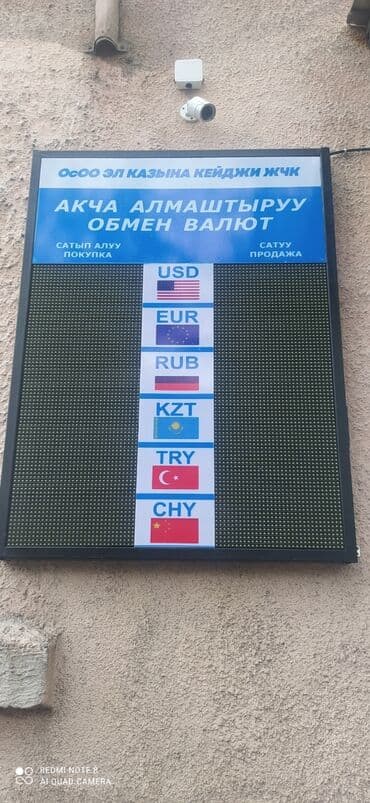 ОсОО ЭЛ КАЗЫНА КЕЙДЖИ ЖЧК
АКЧА АЛМАШТЫРУУ
ОБМЕН ВАЛЮТ
САТЫП АЛУУ
ПОКУПКА
САТУУ
ПРОДАЖА
USD
EUR
RUB
KZT
TRY
CHY
REDMI NOTE 8
AI QUAD CAMERA